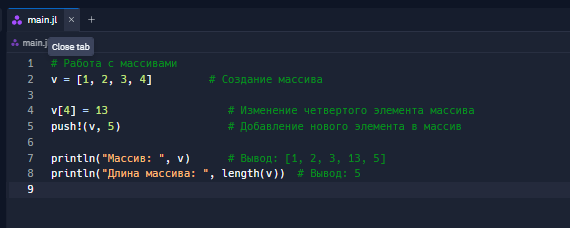 main.jl × +
main.j
Close tab
1 # Работа с массивами
2 v = [1, 2, 3, 4] # Создание массива
3
4 v[4] = 13 # Изменение четвертого элемента массива
5 push!(v, 5) # Добавление нового элемента в массив
6
7 println("Массив: ", v) # Вывод: [1, 2, 3, 13, 5]
8 println("Длина массива: ", length(v)) # Вывод: 5
9